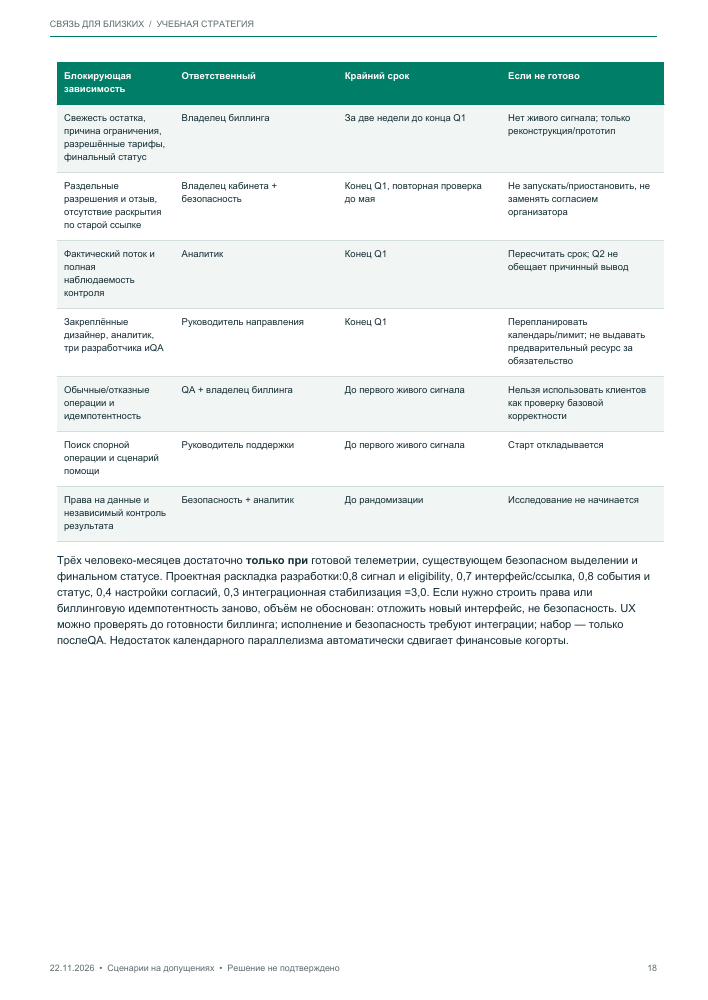 СВЯЗЬ ДЛЯ БЛИЗКИХ / УЧЕБНАЯ СТРАТЕГИЯ
Блокирующая зависимость
Ответственный
Крайний срок
Если не готово
Свежесть остатка,
причина ограничения,
разрешённые тарифы,
финальный статус
Владелец биллинга
За две недели до конца Q1
Нет живого сигнала; только
реконструкция/прототип
Раздельные
разрешения и отзыв,
отсутствие раскрытия
по старой ссылке
Владелец кабинета +
безопасность
Конец Q1, повторная проверка
до мая
Не запускать/приостановить, не
заменять согласием
организатора
Фактический поток и
полная
наблюдаемость
контроля
Аналитик
Конец Q1
Пересчитать срок; Q2 не
обещает причинный вывод
Закреплённые
дизайнер, аналитик,
три разработчика иQA
Руководитель направления
Конец Q1
Перепланировать
календарь/лимит; не выдавать
предварительный ресурс за
обязательство
Обычные/отказные
операции и
идемпотентность
QA + владелец биллинга
До первого живого сигнала
Нельзя использовать клиентов
как проверку базовой
корректности
Поиск спорной
операции и сценарий
помощи
Руководитель поддержки
До первого живого сигнала
Старт откладывается
Права на данные и
независимый контроль
результата
Безопасность + аналитик
До рандомизации
Исследование не начинается
Трёх человеко-месяцев достаточно только при готовой телеметрии, существующем безопасном выделении и
финальном статусе. Проектная раскладка разработки:0,8 сигнал и eligibility, 0,7 интерфейс/ссылка, 0,8 события и
статус, 0,4 настройки согласий, 0,3 интеграционная стабилизация =3,0. Если нужно строить права или
биллинговую идемпотентность заново, объём не обоснован: отложить новый интерфейс, не безопасность. UX
можно проверять до готовности биллинга; исполнение и безопасность требуют интеграции; набор — только
послеQA. Недостаток календарного параллелизма автоматически сдвигает финансовые когорты.
22.11.2026 • Сценарии на допущениях • Решение не подтверждено
18